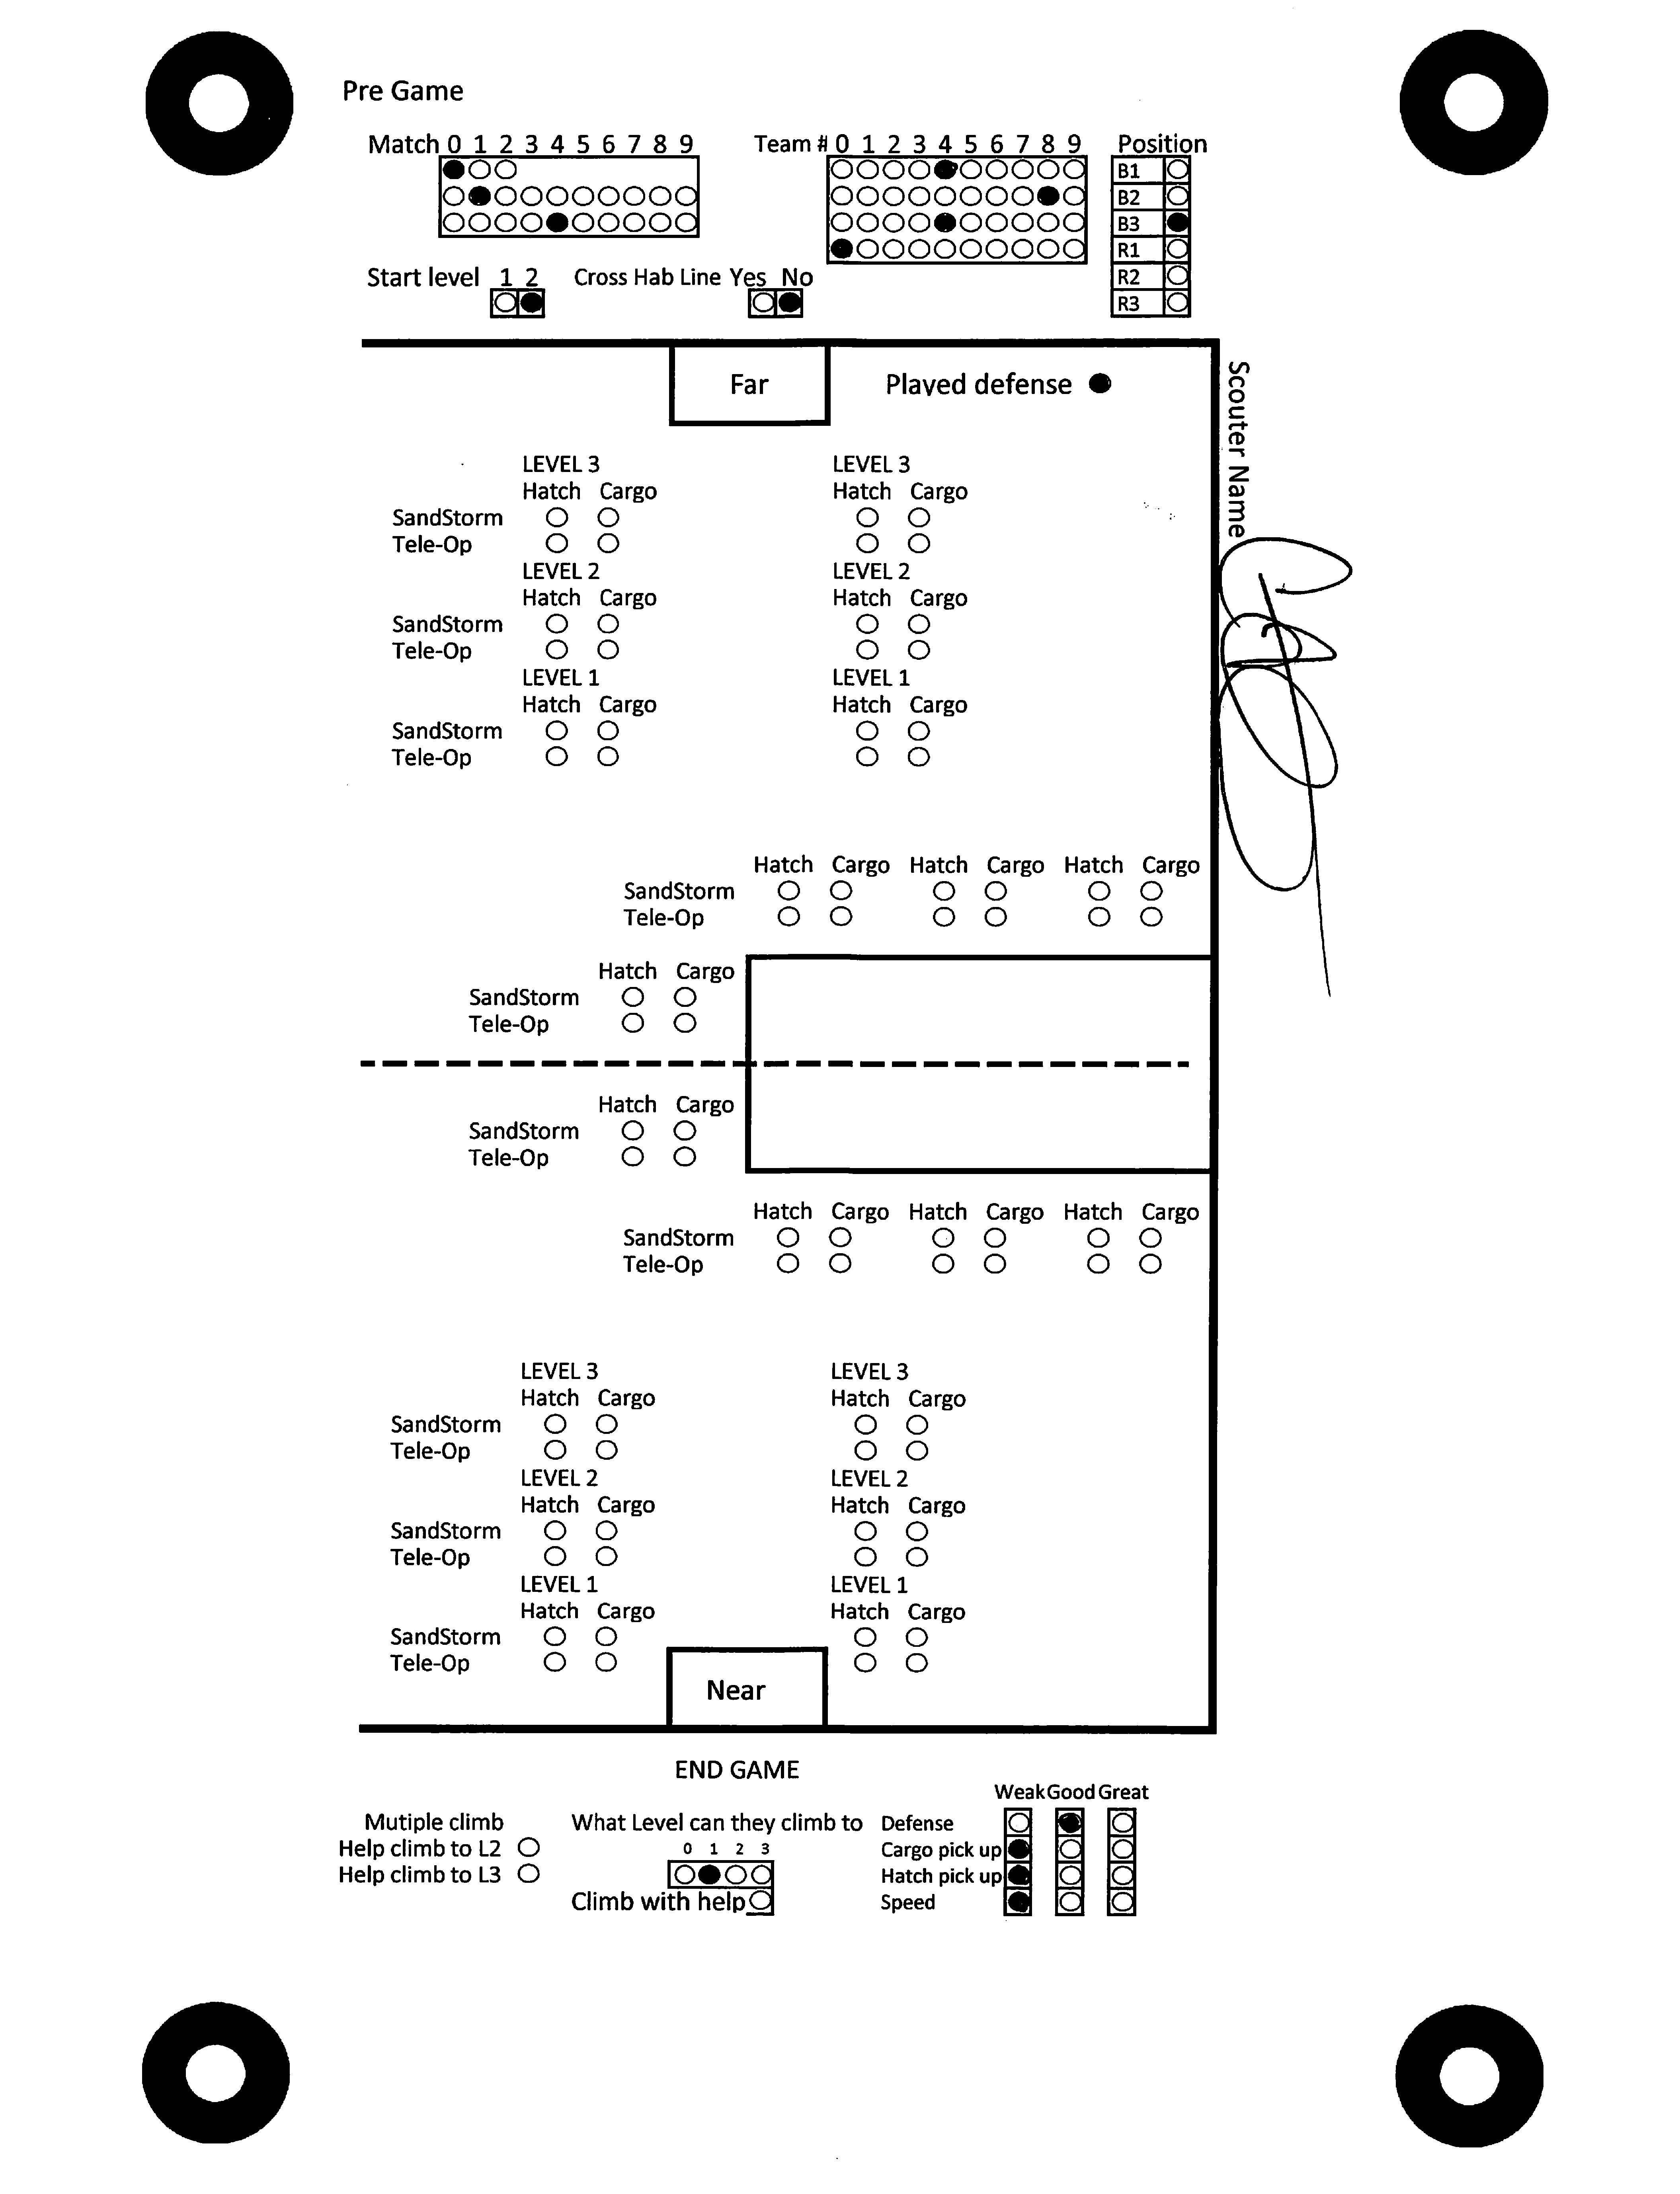 Pre Game
Match 0 1 2 3 4 5 6 7 8 9
Team # 0 1 2 3 4 5 6 7 8 9
Position
B1
B2
B3
R1
R2
R3
Start level 1 2
Cross Hab Line Yes No
Far
Played defense
Scouter Name
LEVEL 3 LEVEL 3
Hatch Cargo Hatch Cargo
SandStorm
Tele-Op
LEVEL 2 LEVEL 2
Hatch Cargo Hatch Cargo
SandStorm
Tele-Op
LEVEL 1 LEVEL 1
Hatch Cargo Hatch Cargo
SandStorm
Tele-Op
Hatch Cargo Hatch Cargo Hatch Cargo
SandStorm
Tele-Op
Hatch Cargo
SandStorm
Tele-Op
Hatch Cargo
SandStorm
Tele-Op
Hatch Cargo Hatch Cargo Hatch Cargo
SandStorm
Tele-Op
LEVEL 3 LEVEL 3
Hatch Cargo Hatch Cargo
SandStorm
Tele-Op
LEVEL 2 LEVEL 2
Hatch Cargo Hatch Cargo
SandStorm
Tele-Op
LEVEL 1 LEVEL 1
Hatch Cargo Hatch Cargo
SandStorm
Tele-Op
Near
END GAME
Mutiple climb
Help climb to L2
Help climb to L3
What Level can they climb to
0 1 2 3
Climb with help
Weak Good Great
Defense
Cargo pick up
Hatch pick up
Speed